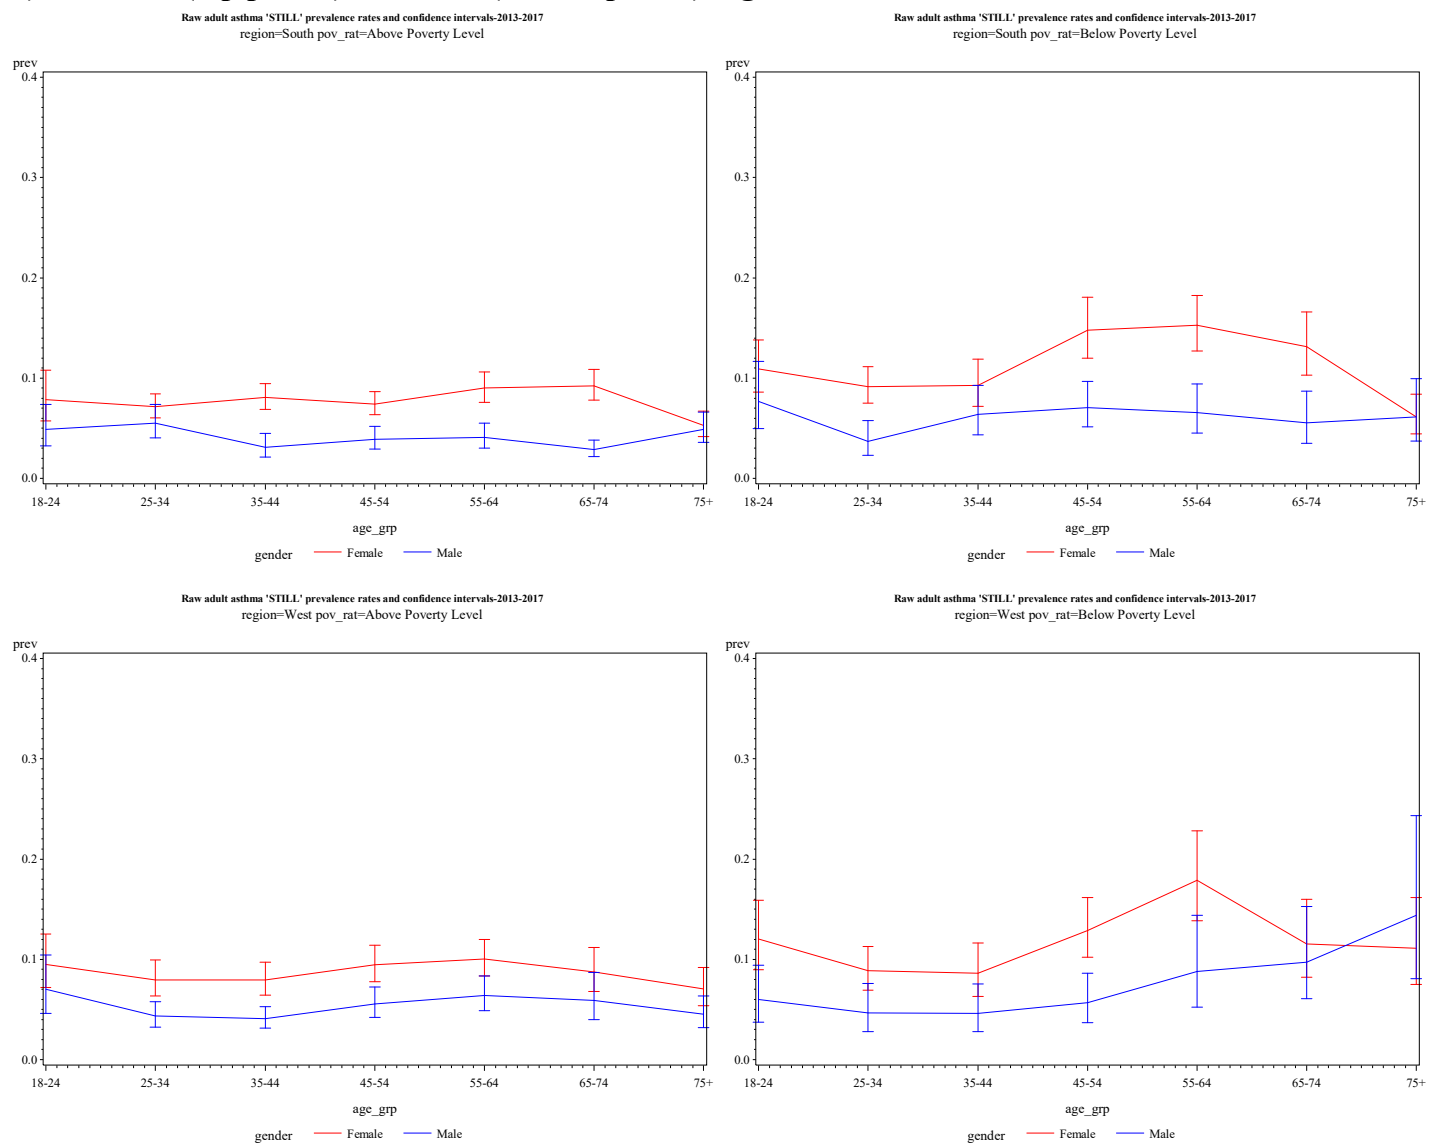 Raw adult asthma 'STILL' prevalence rates and confidence intervals-2013-2017
region=South pov_rat=Above Poverty Level
prev
0.4
0.3
0.2
0.1
0.0
18-24 25-34 35-44 45-54 55-64 65-74 75+
age_grp
gender Female Male
Raw adult asthma 'STILL' prevalence rates and confidence intervals-2013-2017
region=South pov_rat=Below Poverty Level
prev
0.4
0.3
0.2
0.1
0.0
18-24 25-34 35-44 45-54 55-64 65-74 75+
age_grp
gender Female Male
Raw adult asthma 'STILL' prevalence rates and confidence intervals-2013-2017
region=West pov_rat=Above Poverty Level
prev
0.4
0.3
0.2
0.1
0.0
18-24 25-34 35-44 45-54 55-64 65-74 75+
age_grp
gender Female Male
Raw adult asthma 'STILL' prevalence rates and confidence intervals-2013-2017
region=West pov_rat=Below Poverty Level
prev
0.4
0.3
0.2
0.1
0.0
18-24 25-34 35-44 45-54 55-64 65-74 75+
age_grp
gender Female Male